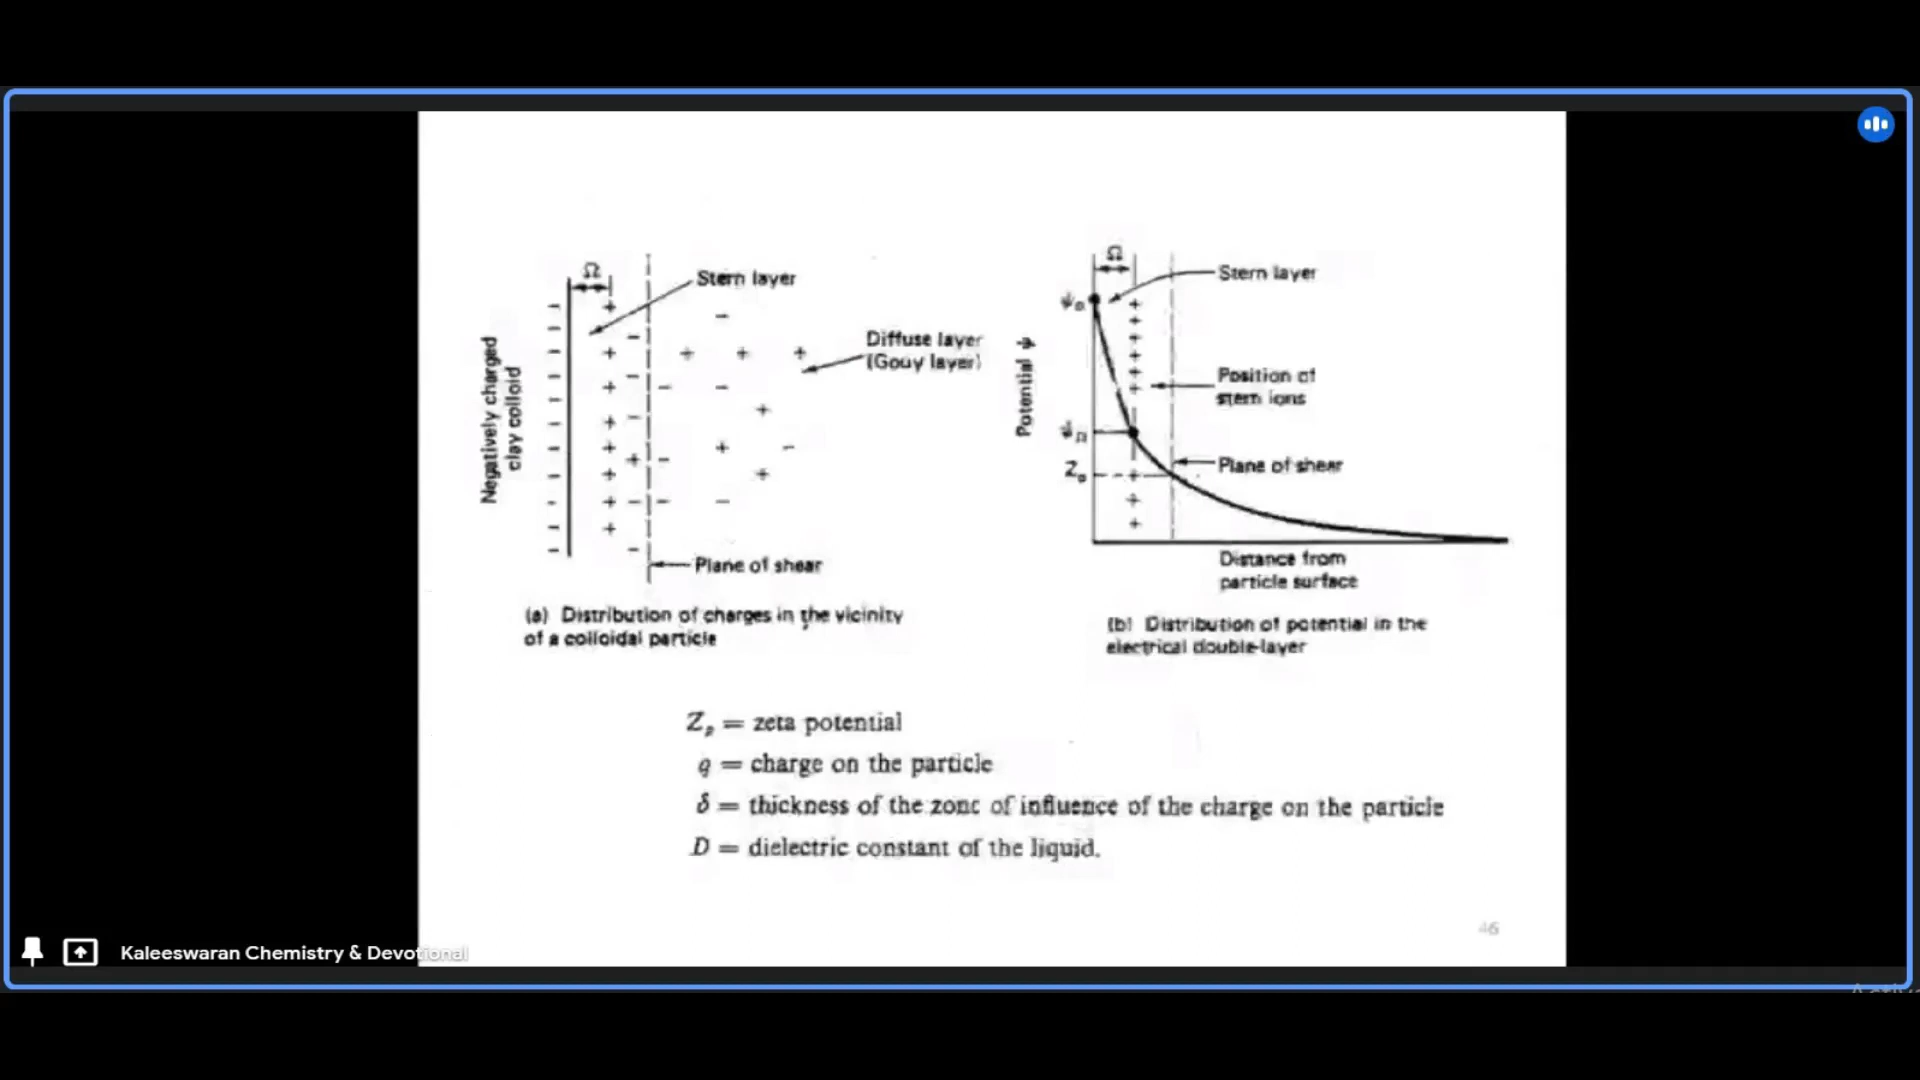 Ω
Stern layer
Diffuse layer
(Gouy layer)
Negatively charged
clay colloid
Plane of shear
(a) Distribution of charges in the vicinity
of a colloidal particle
Ω
Stern layer
Potential ψ
Position of
stern ions
Plane of shear
Distance from
particle surface
(b) Distribution of potential in the
electrical double-layer
Zp = zeta potential
q = charge on the particle
δ = thickness of the zone of influence of the charge on the particle
D = dielectric constant of the liquid.
46
Kaleeswaran Chemistry & Devotional